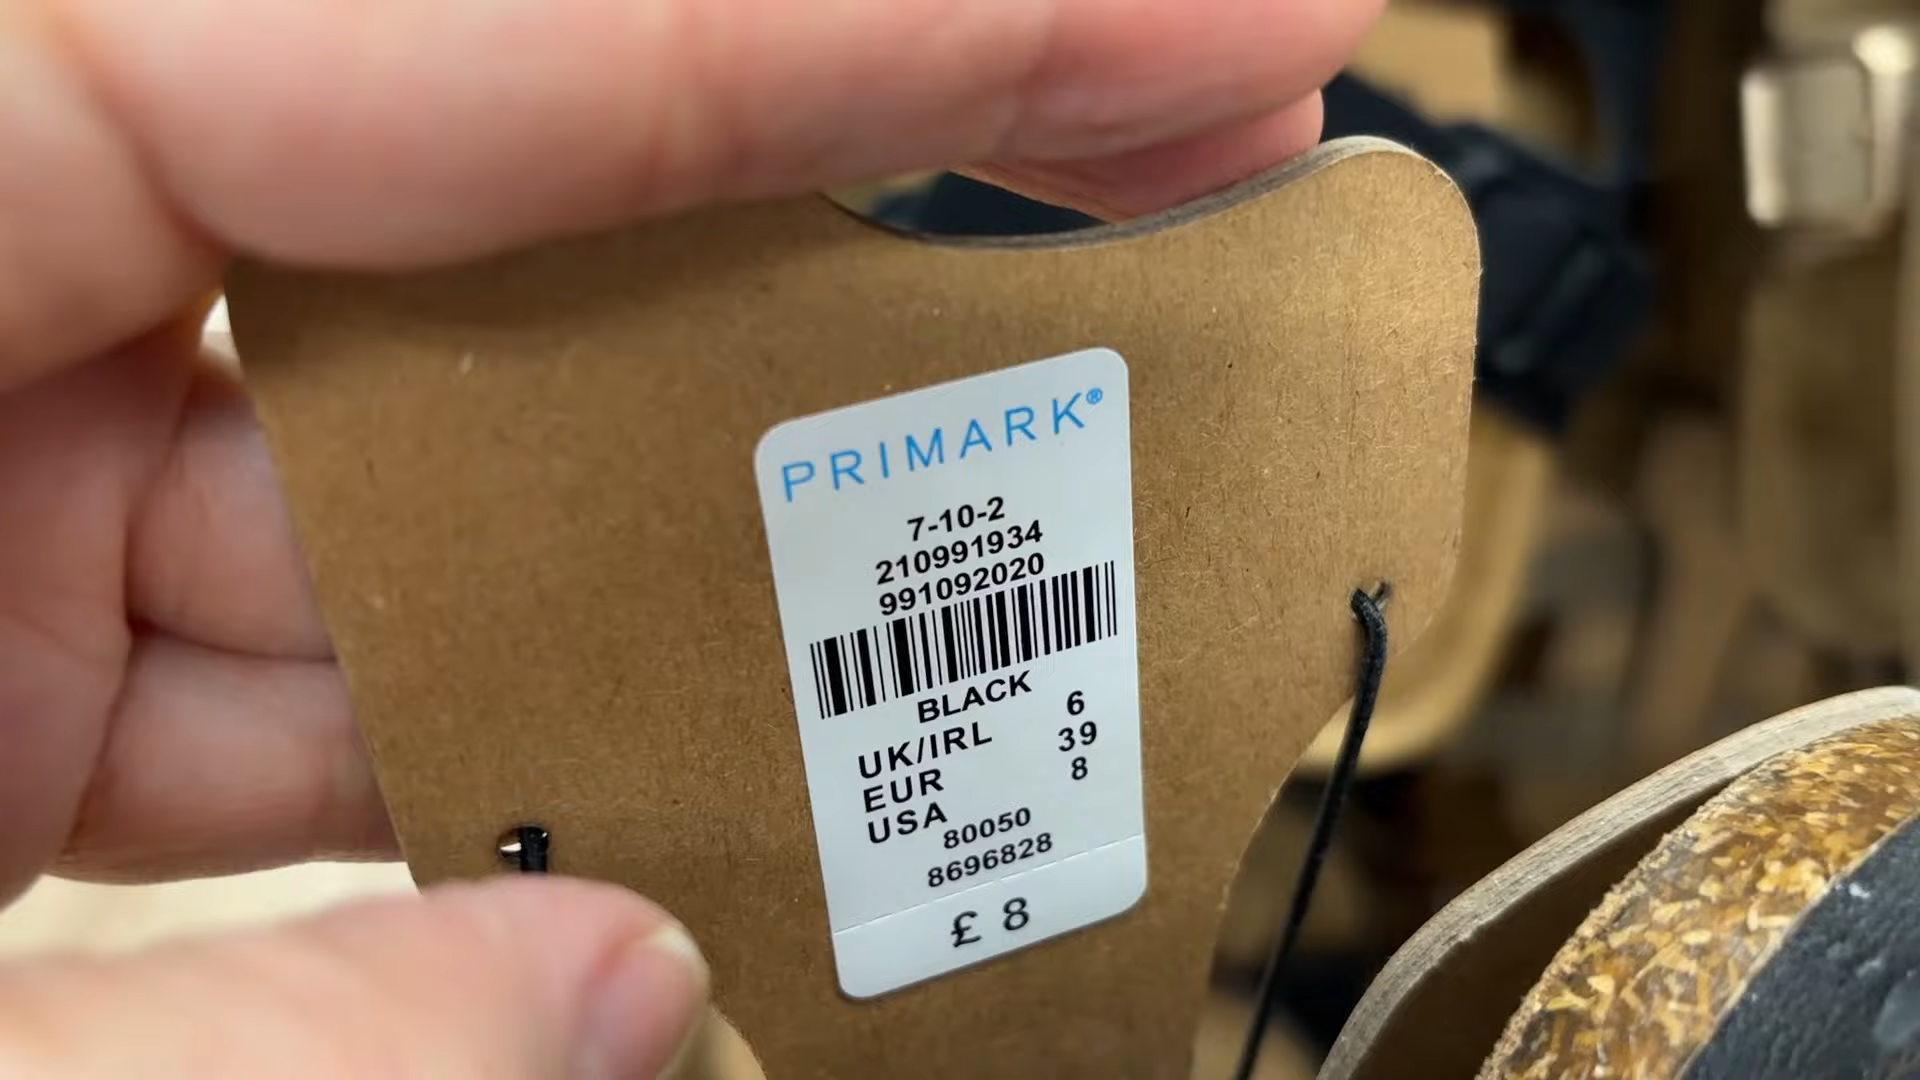 PRIMARK®
7-10-2
210991934
991092020
BLACK
UK/IRL 6
EUR 39
USA 8
80050
8696828
£ 8